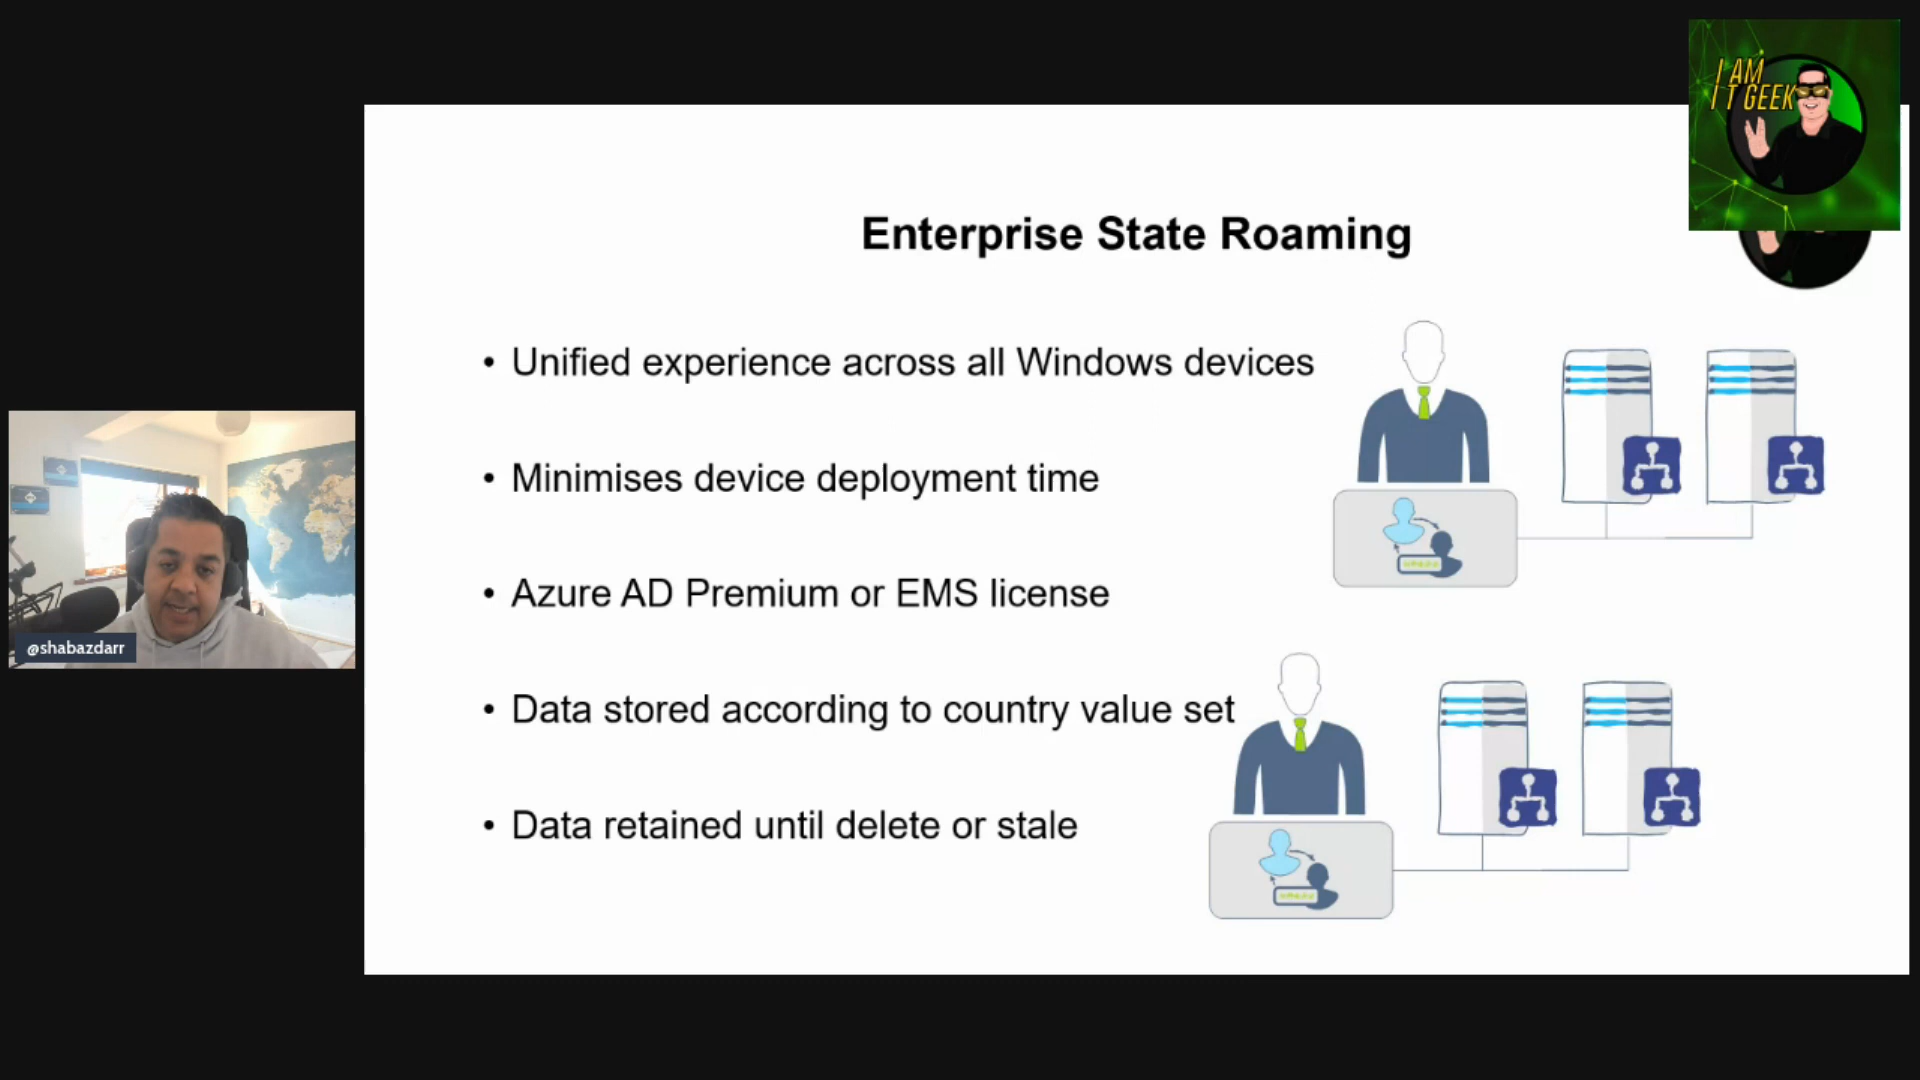 I AM
I T GEEK
Enterprise State Roaming
• Unified experience across all Windows devices
• Minimises device deployment time
• Azure AD Premium or EMS license
• Data stored according to country value set
• Data retained until delete or stale
@shabazdarr